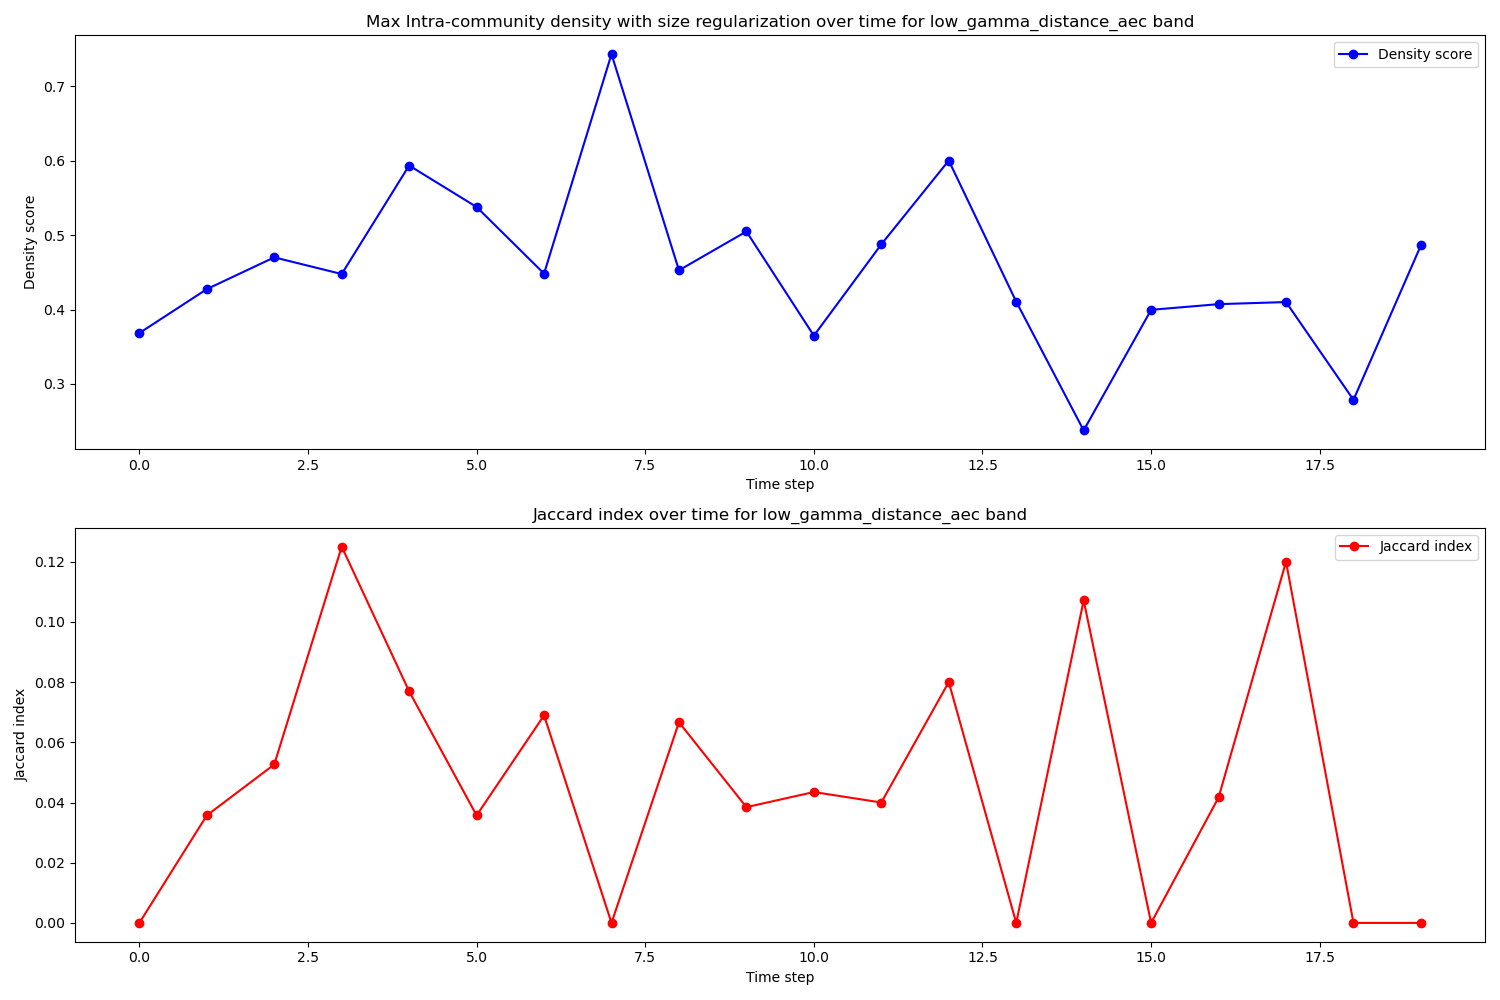 Max Intra-community density with size regularization over time for low_gamma_distance_aec band
Density score
0.7
0.6
0.5
0.4
0.3
Density score
0.0 2.5 5.0 7.5 10.0 12.5 15.0 17.5
Time step
Jaccard index over time for low_gamma_distance_aec band
Jaccard index
0.12
0.10
0.08
0.06
0.04
0.02
0.00
Jaccard index
0.0 2.5 5.0 7.5 10.0 12.5 15.0 17.5
Time step